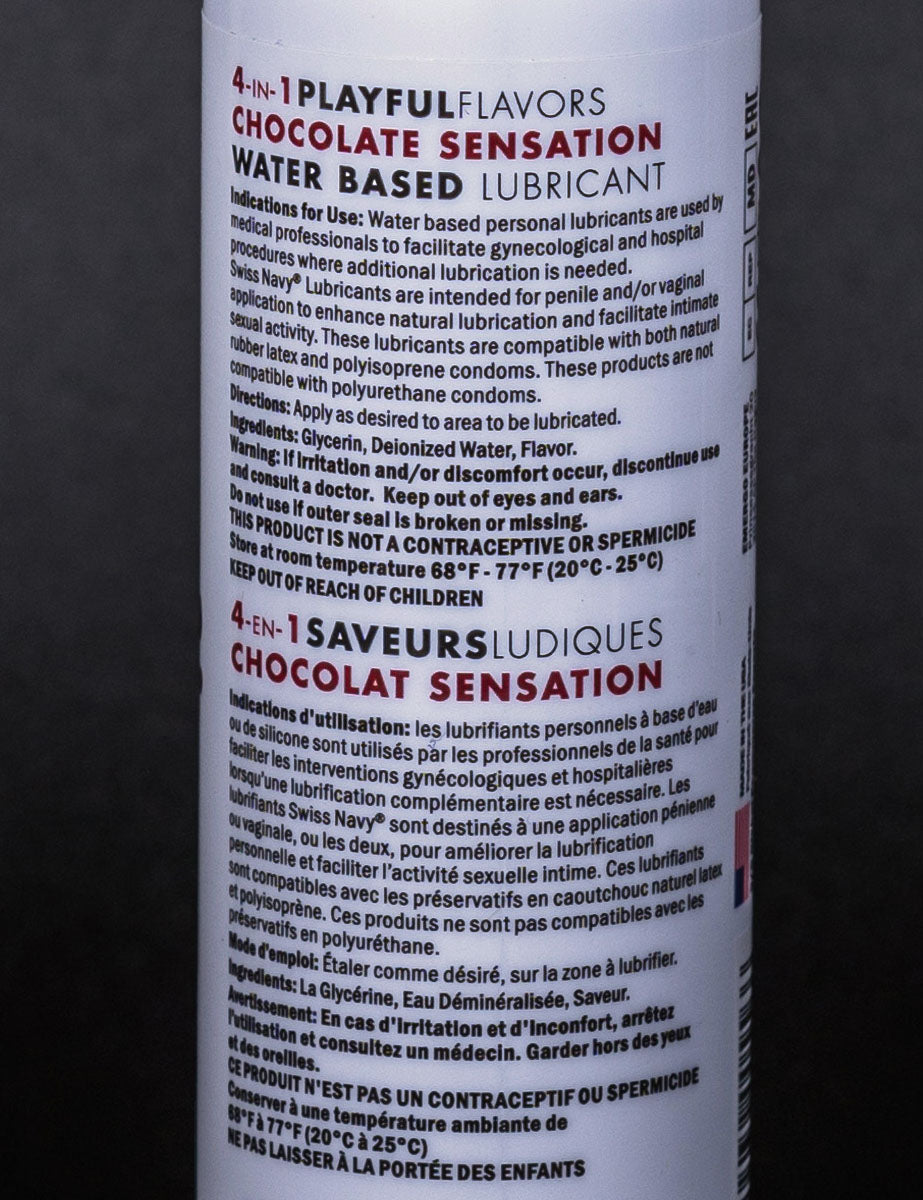 4-IN-1 PLAYFULFLAVORS
CHOCOLATE SENSATION
WATER BASED LUBRICANT
Indications for Use: Water based personal lubricants are used by
medical professionals to facilitate gynecological and hospital
procedures where additional lubrication is needed.
Swiss Navy® Lubricants are intended for penile and/or vaginal
application to enhance natural lubrication and facilitate intimate
sexual activity. These lubricants are compatible with both natural
rubber latex and polyisoprene condoms. These products are not
compatible with polyurethane condoms.
Directions: Apply as desired to area to be lubricated.
Ingredients: Glycerin, Deionized Water, Flavor.
Warning: If irritation and/or discomfort occur, discontinue use
and consult a doctor. Keep out of eyes and ears.
Do not use if outer seal is broken or missing.
THIS PRODUCT IS NOT A CONTRACEPTIVE OR SPERMICIDE
Store at room temperature 68°F - 77°F (20°C - 25°C)
KEEP OUT OF REACH OF CHILDREN
4-EN-1 SAVEURSLUDIQUES
CHOCOLAT SENSATION
Indications d'utilisation: les lubrifiants personnels à base d'eau
ou de silicone sont utilisés par les professionnels de la santé pour
faciliter les interventions gynécologiques et hospitalières
lorsqu'une lubrification complémentaire est nécessaire. Les
lubrifiants Swiss Navy® sont destinés à une application pénienne
ou vaginale, ou les deux, pour améliorer la lubrification
personnelle et faciliter l'activité sexuelle intime. Ces lubrifiants
sont compatibles avec les préservatifs en caoutchouc naturel latex
et polyisoprène. Ces produits ne sont pas compatibles avec les
préservatifs en polyuréthane.
Mode d'emploi: Étaler comme désiré, sur la zone à lubrifier.
Ingredients: La Glycérine, Eau Déminéralisée, Saveur.
Avertissement: En cas d'irritation et d'inconfort, arrêtez
l'utilisation et consultez un médecin. Garder hors des yeux
et des oreilles.
CE PRODUIT N'EST PAS UN CONTRACEPTIF OU SPERMICIDE
Conserver à une température ambiante de
68°F à 77°F (20°C à 25°C)
NE PAS LAISSER À LA PORTÉE DES ENFANTS
EC REP MD
EMERGO EUROPE
MADE IN THE USA